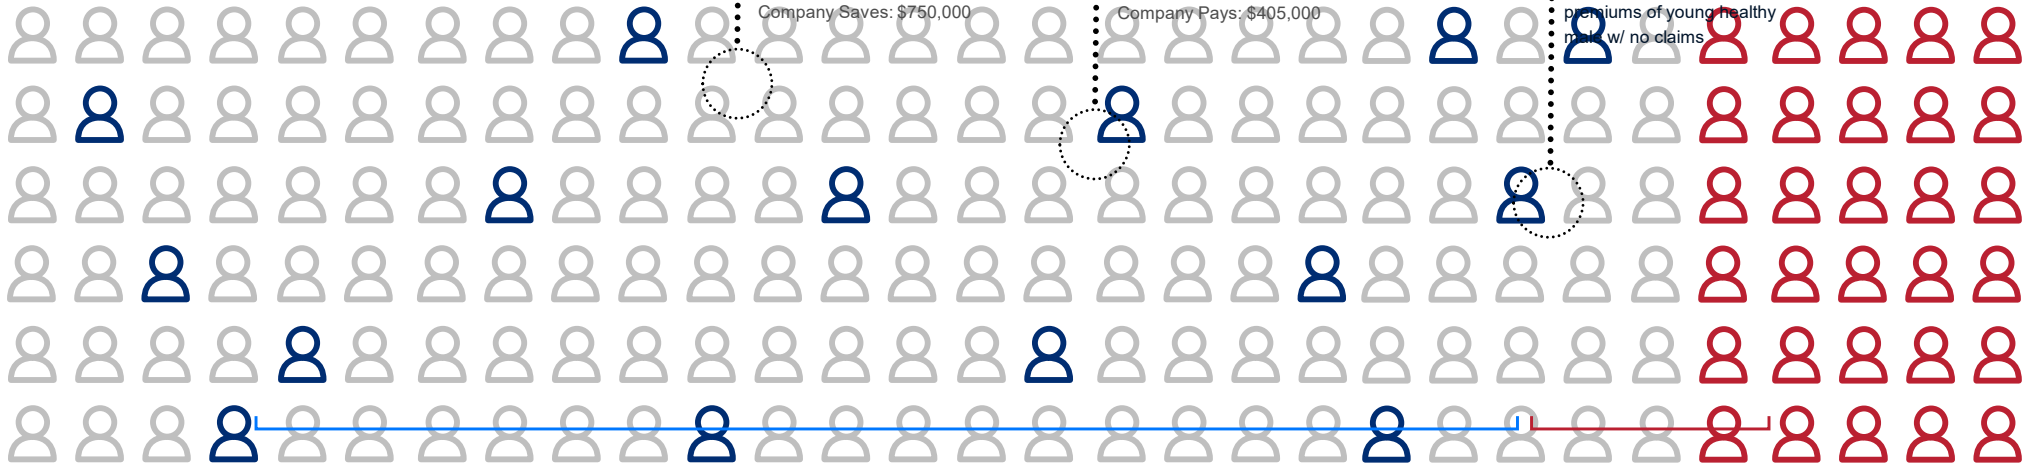 Company Saves: $750,000
Company Pays: $405,000
premiums of young healthy
male w/ no claims